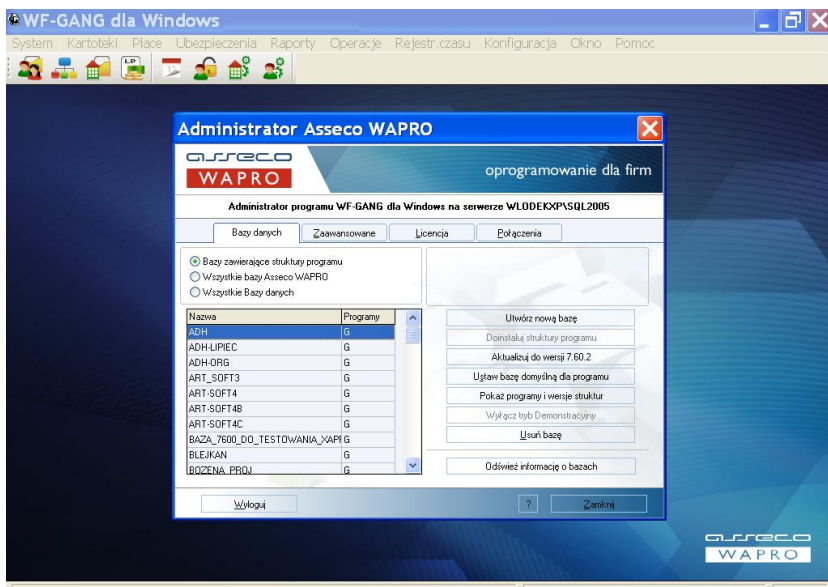 WF-GANG dla Windows
System Kartoteki Płace Ubezpieczenia Raporty Operacje Rejestr.czasu Konfiguracja Okno Pomoc
LP
Administrator Asseco WAPRO
asseco
WAPRO
oprogramowanie dla firm
Administrator programu WF-GANG dla Windows na serwerze WLODEKXP\SQL2005
Bazy danych Zaawansowane Licencja Połączenia
Bazy zawierające struktury programu
Wszystkie bazy Asseco WAPRO
Wszystkie Bazy danych
Nazwa Programy
ADH G
ADH-LIPIEC G
ADH-ORG G
ART_SOFT3 G
ART-SOFT4 G
ART-SOFT4B G
ART-SOFT4C G
BAZA_7600_DO_TESTOWANIA_XAPI G
BLEJKAN G
BOZENA_PROJ G
Utwórz nową bazę
Doinstaluj struktury programu
Aktualizuj do wersji 7.60.2
Ustaw bazę domyślną dla programu
Pokaż programy i wersje struktur
Wyłącz tryb Demonstracyjny
Usuń bazę
Odśwież informację o bazach
Wyloguj ? Zamknij
asseco
WAPRO